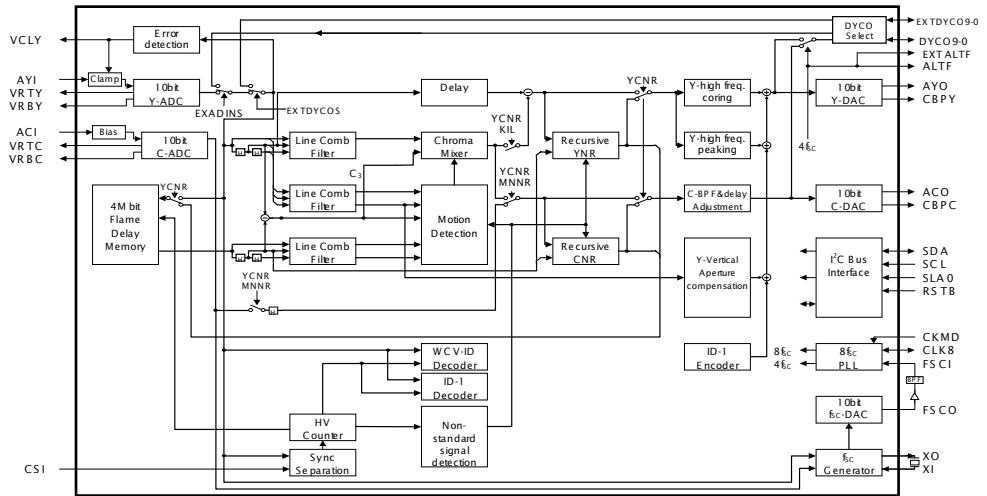 VCLY
AYI
VRTY
VRBY
ACI
VRTC
VRBC
CSI
Error
detection
Clamp
10bit
Y-ADC
Bias
10bit
C-ADC
EXADINS
EXTDYCOS
YCNR
4M bit
Flame
Delay
Memory
H
H
H
H
Line Comb
Filter
Line Comb
Filter
Line Comb
Filter
C3
YCNR
MNNR
H
Delay
Chroma
Mixer
Motion
Detection
YCNR
KIL
YCNR
MNNR
Recursive
YNR
Recursive
CNR
YCNR
Y-high freq.
coring
Y-high freq.
peaking
C-BPF&delay
Adjustment
Y-Vertical
Aperture
compensation
ID-1
Encoder
WCV-ID
Decoder
ID-1
Decoder
HV
Counter
Sync
Separation
Non-
standard
signal
detection
DYCO
Select
4fSC
10bit
Y-DAC
10bit
C-DAC
I2C Bus
Interface
8fSC
4fSC
8fSC
PLL
10bit
fSC-DAC
fSC
Generator
BPF
EXTDYCO9-0
DYCO9-0
EXTALTF
ALTF
AYO
CBPY
ACO
CBPC
SDA
SCL
SLA0
RSTB
CKMD
CLK8
FSCI
FSCO
XO
XI